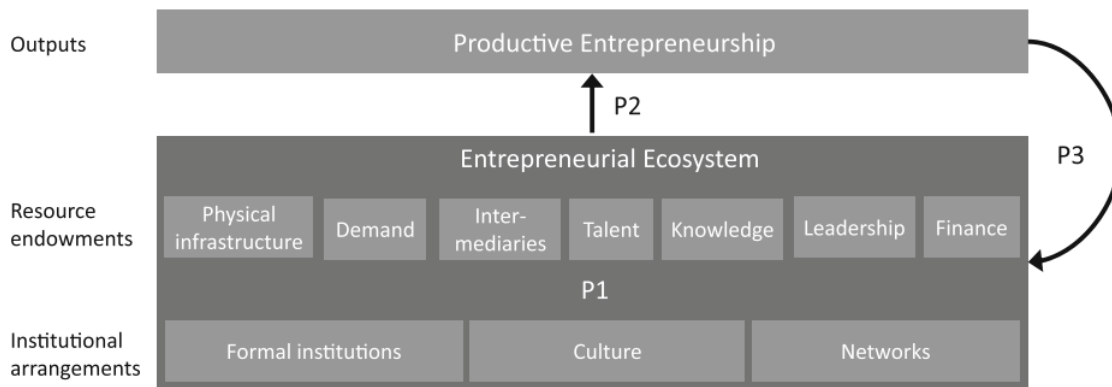 Outputs
Productive Entrepreneurship
P2
P3
Entrepreneurial Ecosystem
Resource
endowments
Physical
infrastructure
Demand
Inter-
mediaries
Talent
Knowledge
Leadership
Finance
P1
Institutional
arrangements
Formal institutions
Culture
Networks